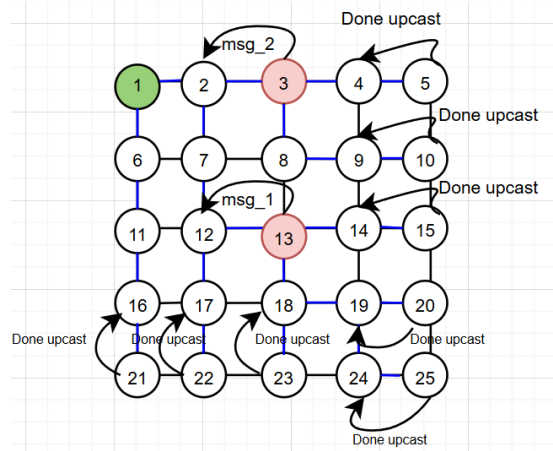 Done upcast
msg_2
1 2 3 4 5
Done upcast
6 7 8 9 10
Done upcast
msg_1
11 12 13 14 15
16 17 18 19 20
Done upcast Done upcast Done upcast Done upcast
21 22 23 24 25
Done upcast